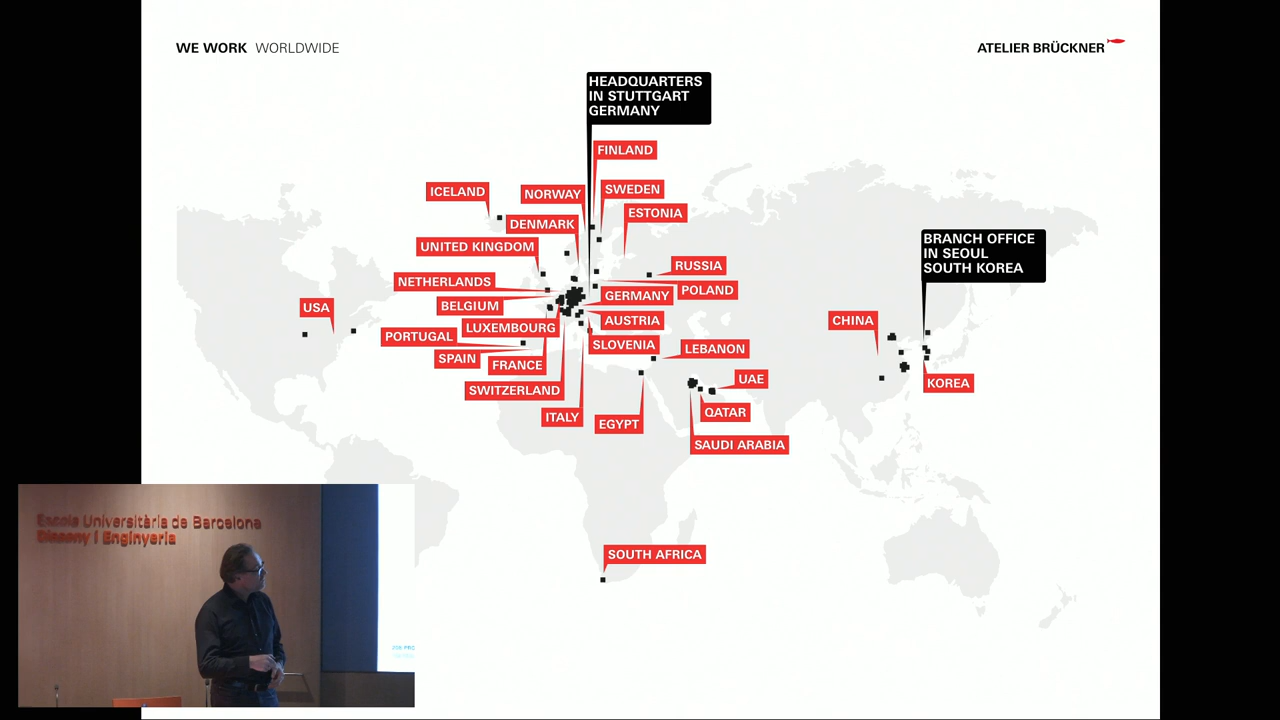 WE WORK WORLDWIDE
ATELIER BRÜCKNER
HEADQUARTERS
IN STUTTGART
GERMANY
FINLAND
ICELAND
NORWAY
SWEDEN
ESTONIA
DENMARK
UNITED KINGDOM
BRANCH OFFICE
IN SEOUL
SOUTH KOREA
RUSSIA
NETHERLANDS
POLAND
GERMANY
BELGIUM
USA
LUXEMBOURG
AUSTRIA
CHINA
PORTUGAL
SLOVENIA
LEBANON
SPAIN
FRANCE
UAE
KOREA
SWITZERLAND
QATAR
ITALY
EGYPT
SAUDI ARABIA
SOUTH AFRICA
Escola Universitària de Barcelona
Disseny i Enginyeria